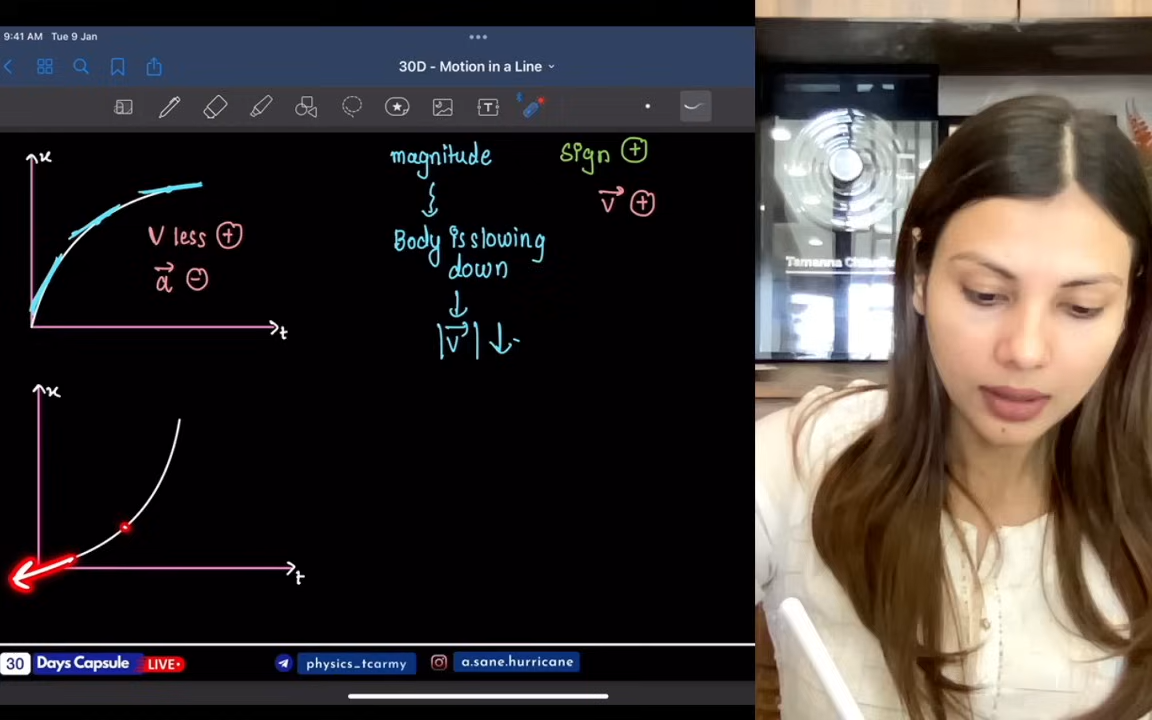 9:41 AM Tue 9 Jan
30D - Motion in a Line
x
magnitude
Sign +
v +
Body is slowing
down
V less +
a -
|v| ↓
t
x
t
30 Days Capsule LIVE
physics_tcarmy
a.sane.hurricane